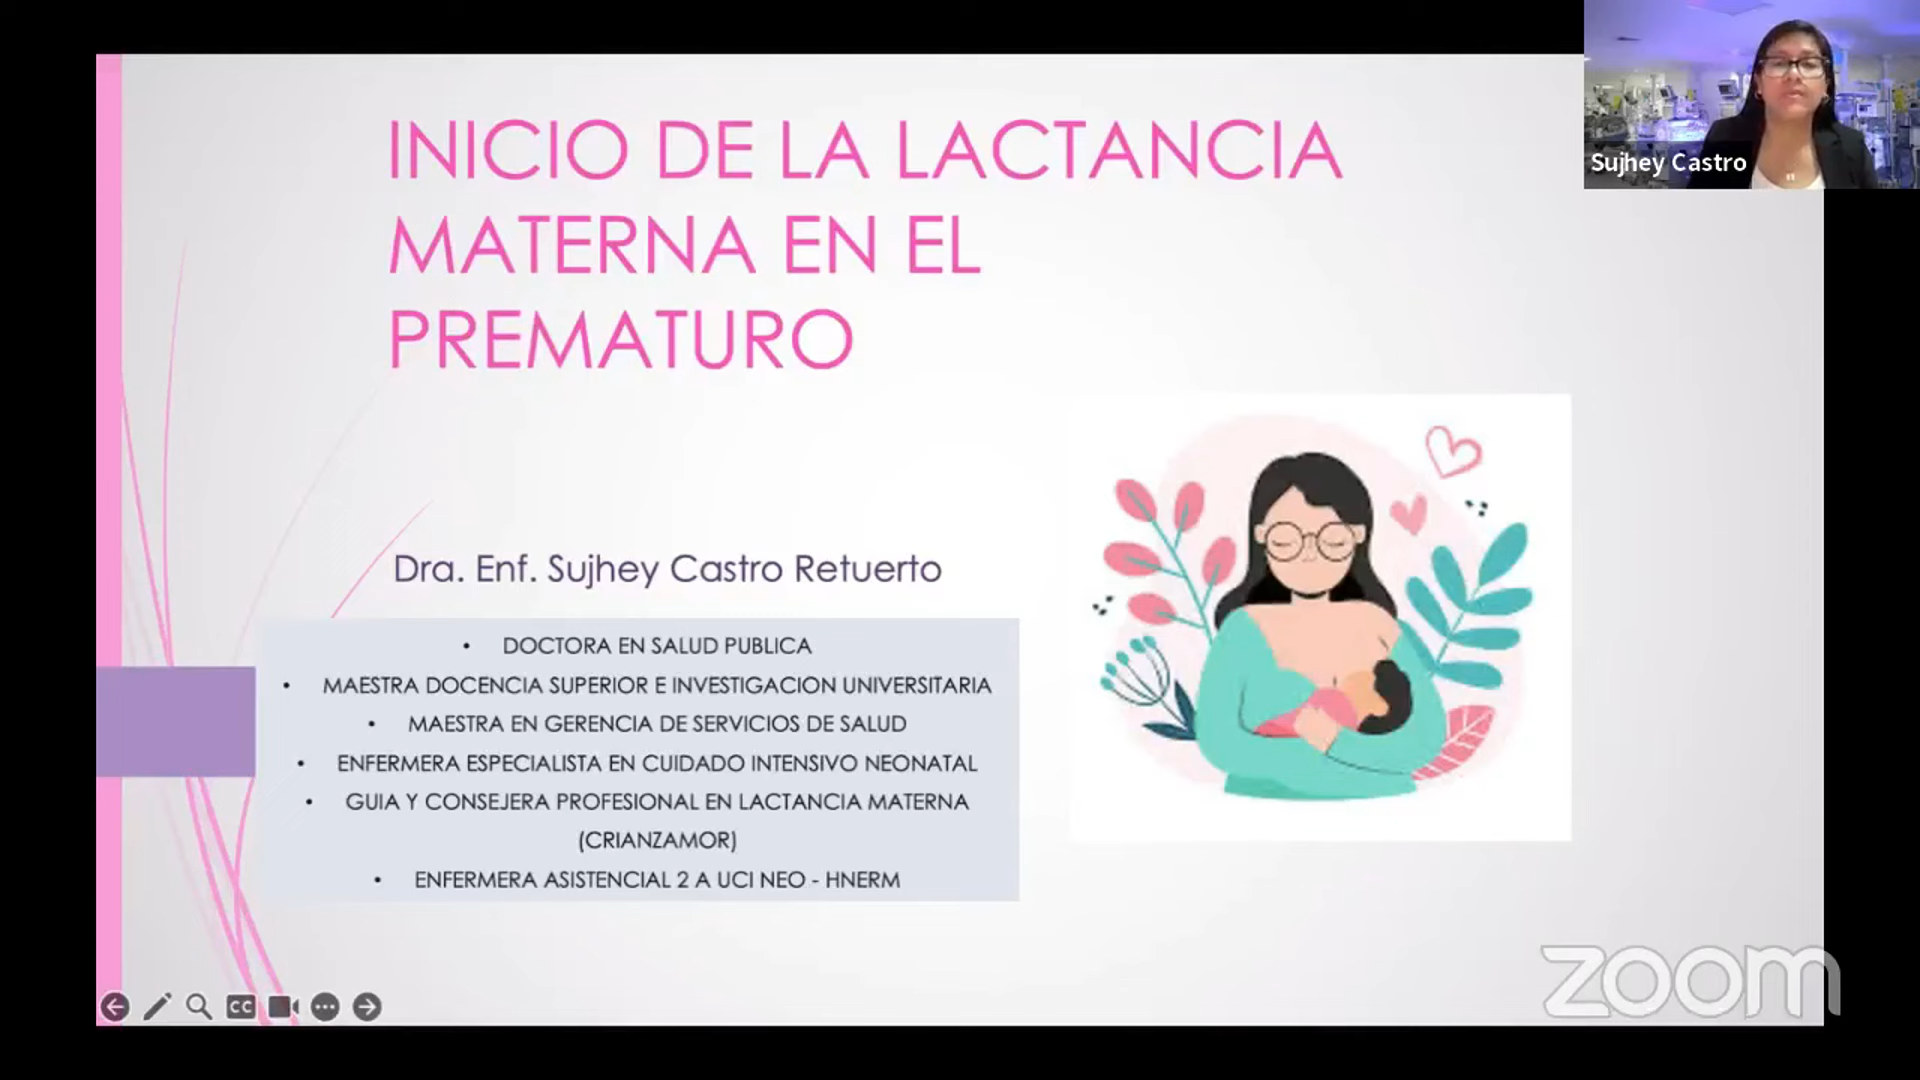 INICIO DE LA LACTANCIA
MATERNA EN EL
PREMATURO
Sujhey Castro
Dra. Enf. Sujhey Castro Retuerto
• DOCTORA EN SALUD PUBLICA
• MAESTRA DOCENCIA SUPERIOR E INVESTIGACION UNIVERSITARIA
• MAESTRA EN GERENCIA DE SERVICIOS DE SALUD
• ENFERMERA ESPECIALISTA EN CUIDADO INTENSIVO NEONATAL
• GUIA Y CONSEJERA PROFESIONAL EN LACTANCIA MATERNA
(CRIANZAMOR)
• ENFERMERA ASISTENCIAL 2 A UCI NEO - HNERM
CC
zoom